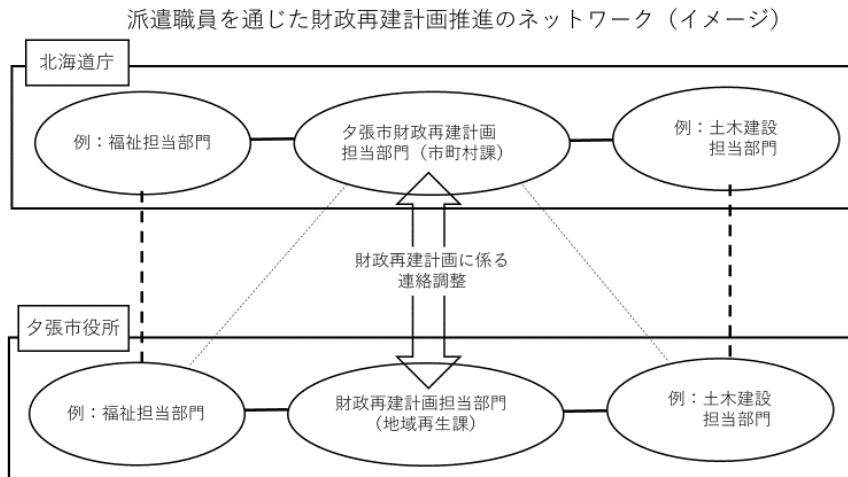 派遣職員を通じた財政再建計画推進のネットワーク（イメージ）
北海道庁
例：福祉担当部門
夕張市財政再建計画
担当部門（市町村課）
例：土木建設
担当部門
財政再建計画に係る
連絡調整
夕張市役所
例：福祉担当部門
財政再建計画担当部門
（地域再生課）
例：土木建設
担当部門